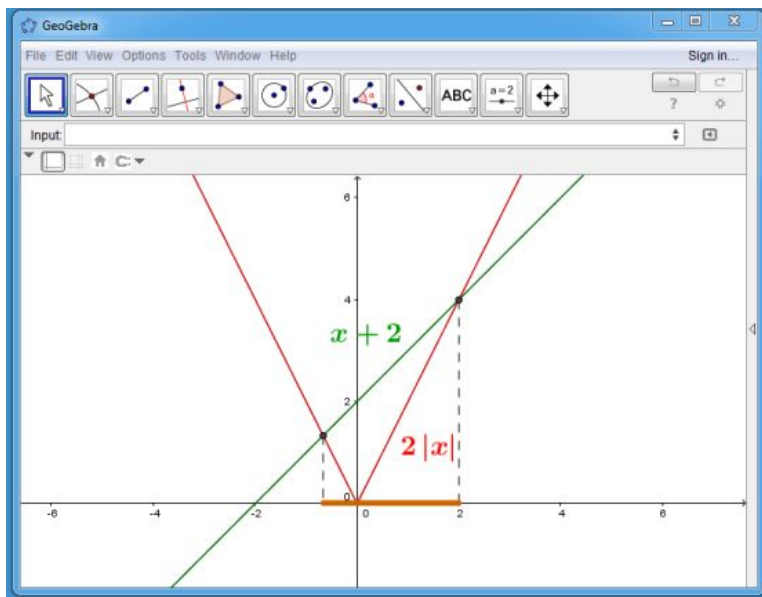 GeoGebra
File Edit View Options Tools Window Help Sign in...
ABC a=2 ?
Input:
6
4
x + 2
2
2 |x|
0
-6 -4 -2 0 2 4 6